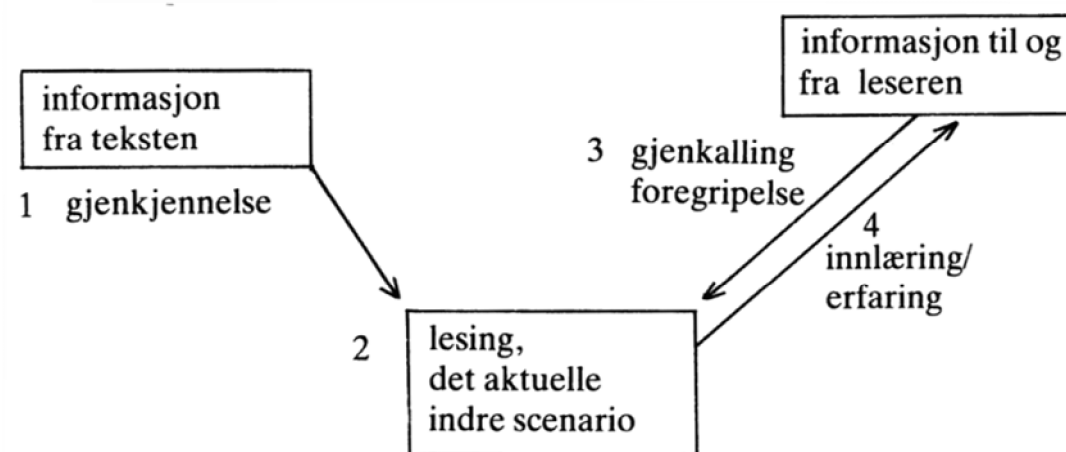 informasjon
fra teksten
1 gjenkjennelse
informasjon til og
fra leseren
3 gjenkalling
foregripelse
4
innlæring/
erfaring
2
lesing,
det aktuelle
indre scenario